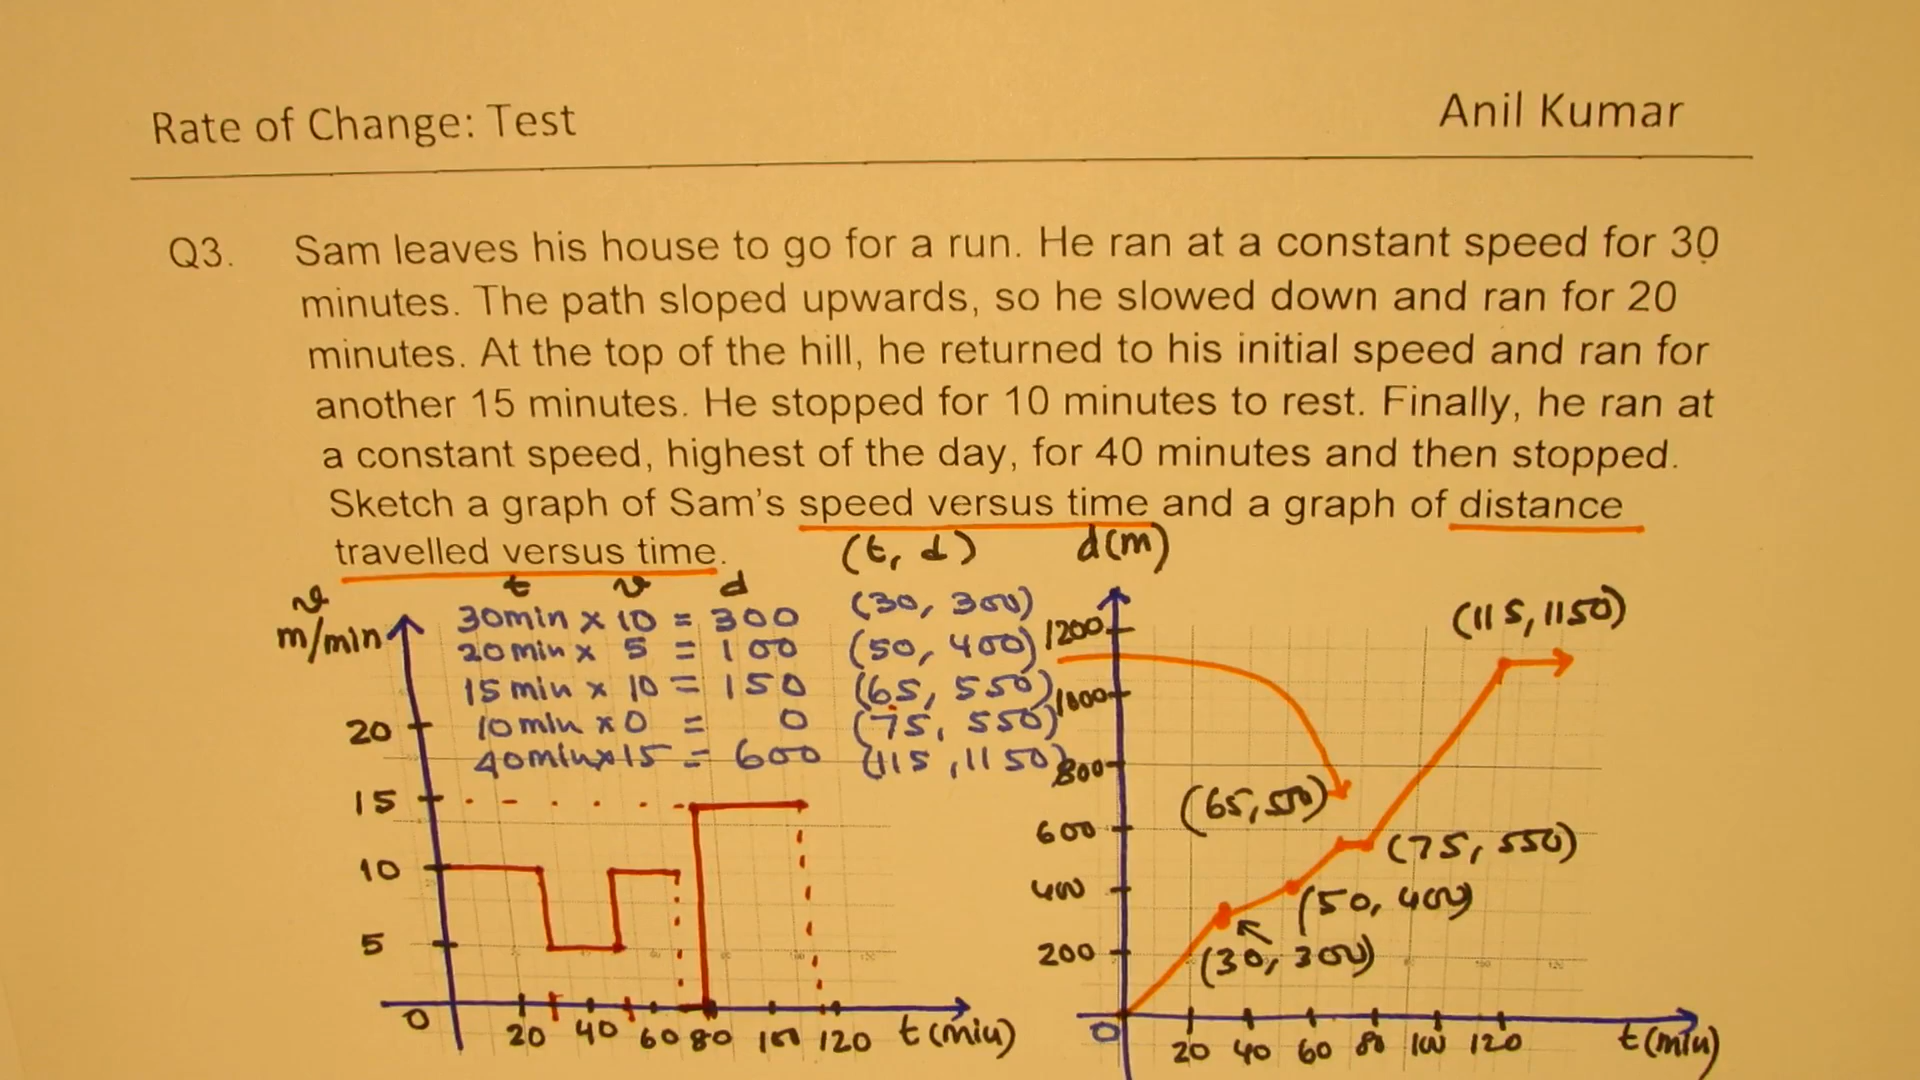 Rate of Change: Test
Anil Kumar
Q3. Sam leaves his house to go for a run. He ran at a constant speed for 30
minutes. The path sloped upwards, so he slowed down and ran for 20
minutes. At the top of the hill, he returned to his initial speed and ran for
another 15 minutes. He stopped for 10 minutes to rest. Finally, he ran at
a constant speed, highest of the day, for 40 minutes and then stopped.
Sketch a graph of Sam's speed versus time and a graph of distance
travelled versus time.
(t, d)
d(m)
t v d
v
m/min
30min x 10 = 300 (30, 300)
20min x 5 = 100 (50, 400)
15min x 10 = 150 (65, 550)
10min x 0 = 0 (75, 550)
40min x 15 = 600 (115, 1150)
20
15
10
5
0
20 40 60 80 100 120 t(min)
1200
1000
800
600
400
200
0
(115, 1150)
(65, 550)
(75, 550)
(50, 400)
(30, 300)
20 40 60 80 100 120 t(min)